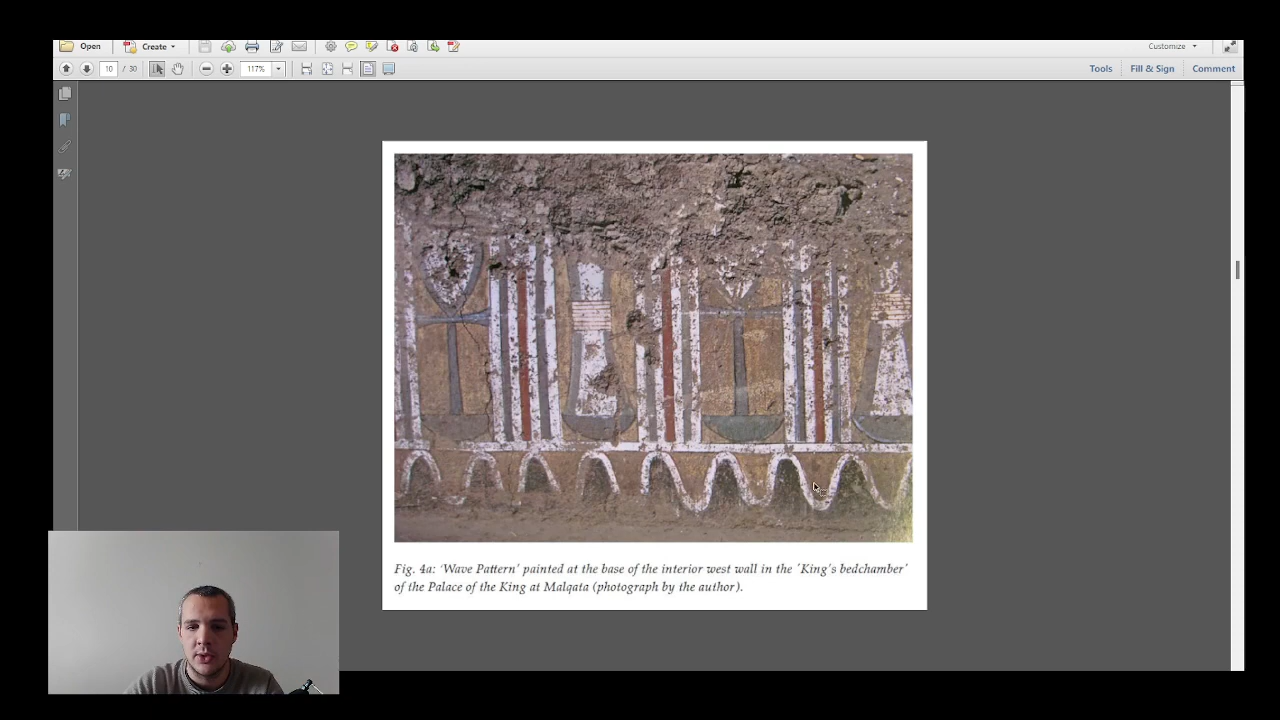 Open
Create
Customize
10 / 30
117%
Tools
Fill & Sign
Comment
Fig. 4a: ‘Wave Pattern’ painted at the base of the interior west wall in the ‘King’s bedchamber’
of the Palace of the King at Malqata (photograph by the author).